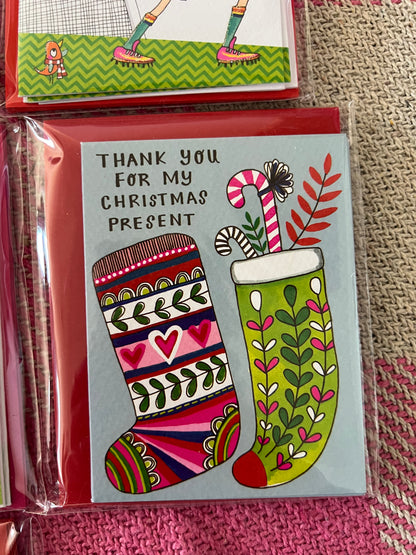 THANK YOU
FOR MY
CHRISTMAS
PRESENT